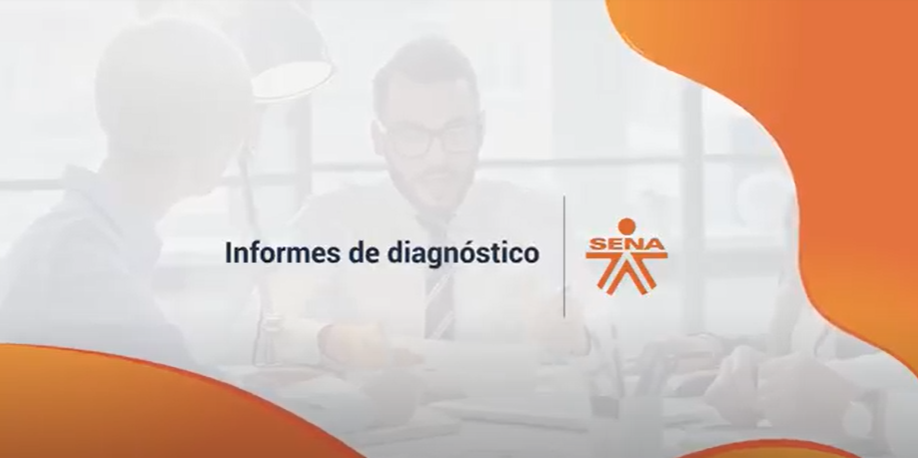 Informes de diagnóstico
SENA